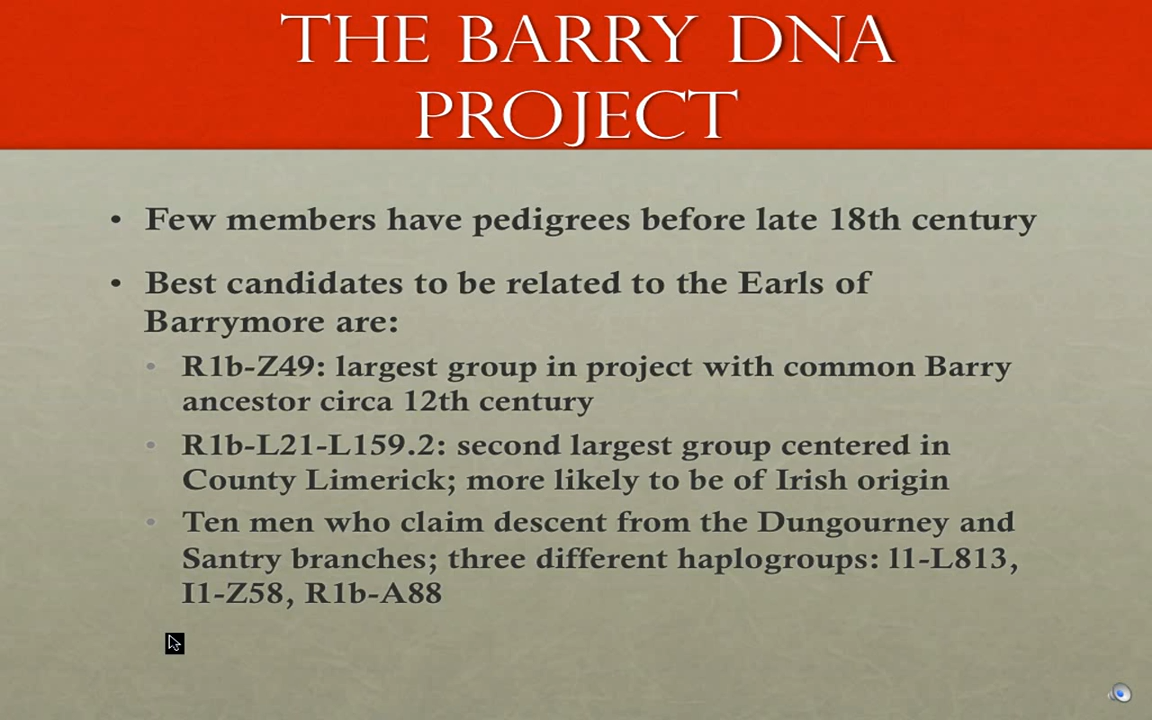 THE BARRY DNA
PROJECT
• Few members have pedigrees before late 18th century
• Best candidates to be related to the Earls of
Barrymore are:
• R1b-Z49: largest group in project with common Barry
ancestor circa 12th century
• R1b-L21-L159.2: second largest group centered in
County Limerick; more likely to be of Irish origin
• Ten men who claim descent from the Dungourney and
Santry branches; three different haplogroups: l1-L813,
I1-Z58, R1b-A88